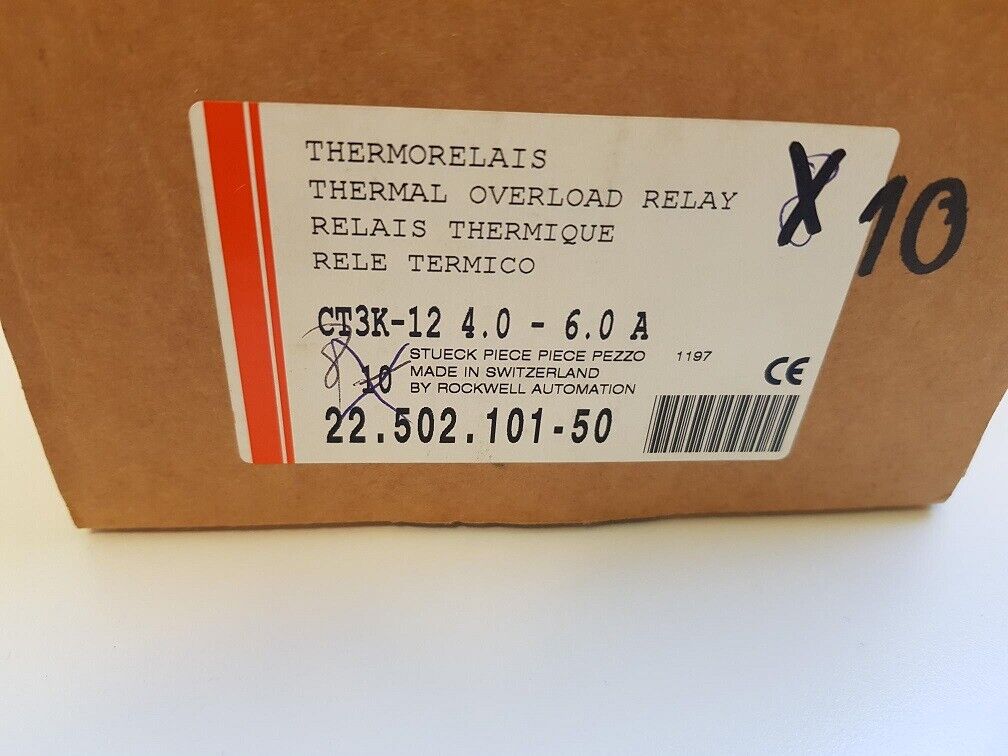 THERMORELAIS
THERMAL OVERLOAD RELAY
RELAIS THERMIQUE
RELE TERMICO
X 10
CT3K-12 4.0 - 6.0 A
8
10 STUECK PIECE PIECE PEZZO 1197
MADE IN SWITZERLAND
BY ROCKWELL AUTOMATION
CE
22.502.101-50